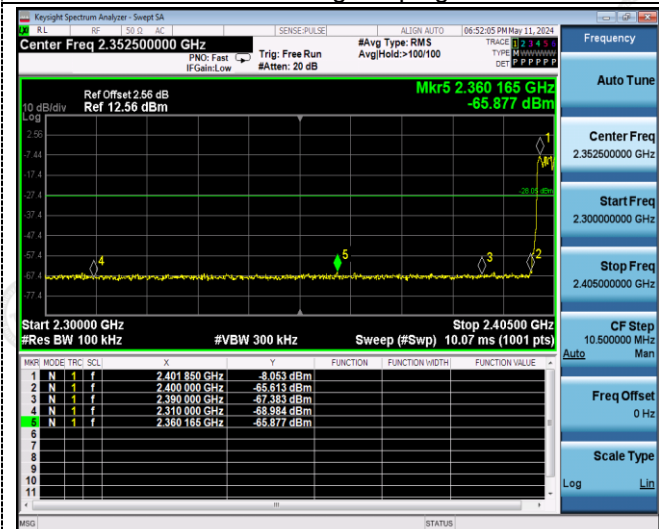 Keysight Spectrum Analyzer - Swept SA
RL RF 50 Ω AC SENSE:PULSE ALIGN AUTO 06:52:05 PM May 11, 2024
Center Freq 2.352500000 GHz
PNO: Fast
IFGain:Low
Trig: Free Run
#Atten: 20 dB
#Avg Type: RMS
Avg|Hold:>100/100
TRACE 1 2 3 4 5 6
TYPE M W W W W W
DET P P P P P P
Mkr5 2.360 165 GHz
-65.877 dBm
Ref Offset 2.56 dB
10 dB/div Ref 12.56 dBm
Log
2.56
-7.44
-17.4
-27.4
-37.4
-47.4
-57.4
-67.4
-77.4
-28.05 dBm
1
2
3
4
5
Start 2.30000 GHz Stop 2.40500 GHz
#Res BW 100 kHz #VBW 300 kHz Sweep (#Swp) 10.07 ms (1001 pts)
MKR MODE TRC SCL X Y FUNCTION FUNCTION WIDTH FUNCTION VALUE
1 N 1 f 2.401 850 GHz -8.053 dBm
2 N 1 f 2.400 000 GHz -65.613 dBm
3 N 1 f 2.390 000 GHz -67.383 dBm
4 N 1 f 2.310 000 GHz -68.984 dBm
5 N 1 f 2.360 165 GHz -65.877 dBm
6
7
8
9
10
11
MSG STATUS
Frequency
Auto Tune
Center Freq
2.352500000 GHz
Start Freq
2.300000000 GHz
Stop Freq
2.405000000 GHz
CF Step
10.500000 MHz
Auto Man
Freq Offset
0 Hz
Scale Type
Log Lin